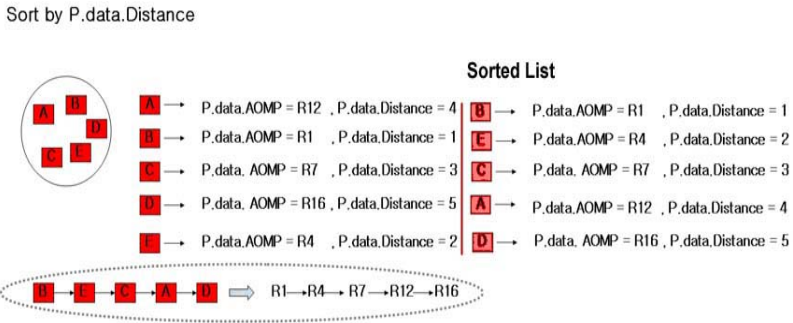 Sort by P.data.Distance
Sorted List
A B D C E
A → P.data.AOMP = R12 , P.data.Distance = 4
B → P.data.AOMP = R1 , P.data.Distance = 1
C → P.data. AOMP = R7 , P.data.Distance = 3
D → P.data. AOMP = R16 , P.data.Distance = 5
E → P.data.AOMP = R4 , P.data.Distance = 2
B → P.data.AOMP = R1 , P.data.Distance = 1
E → P.data.AOMP = R4 , P.data.Distance = 2
C → P.data. AOMP = R7 , P.data.Distance = 3
A → P.data.AOMP = R12 , P.data.Distance = 4
D → P.data. AOMP = R16 , P.data.Distance = 5
B → E → C → A → D ⇒ R1 → R4 → R7 → R12 → R16